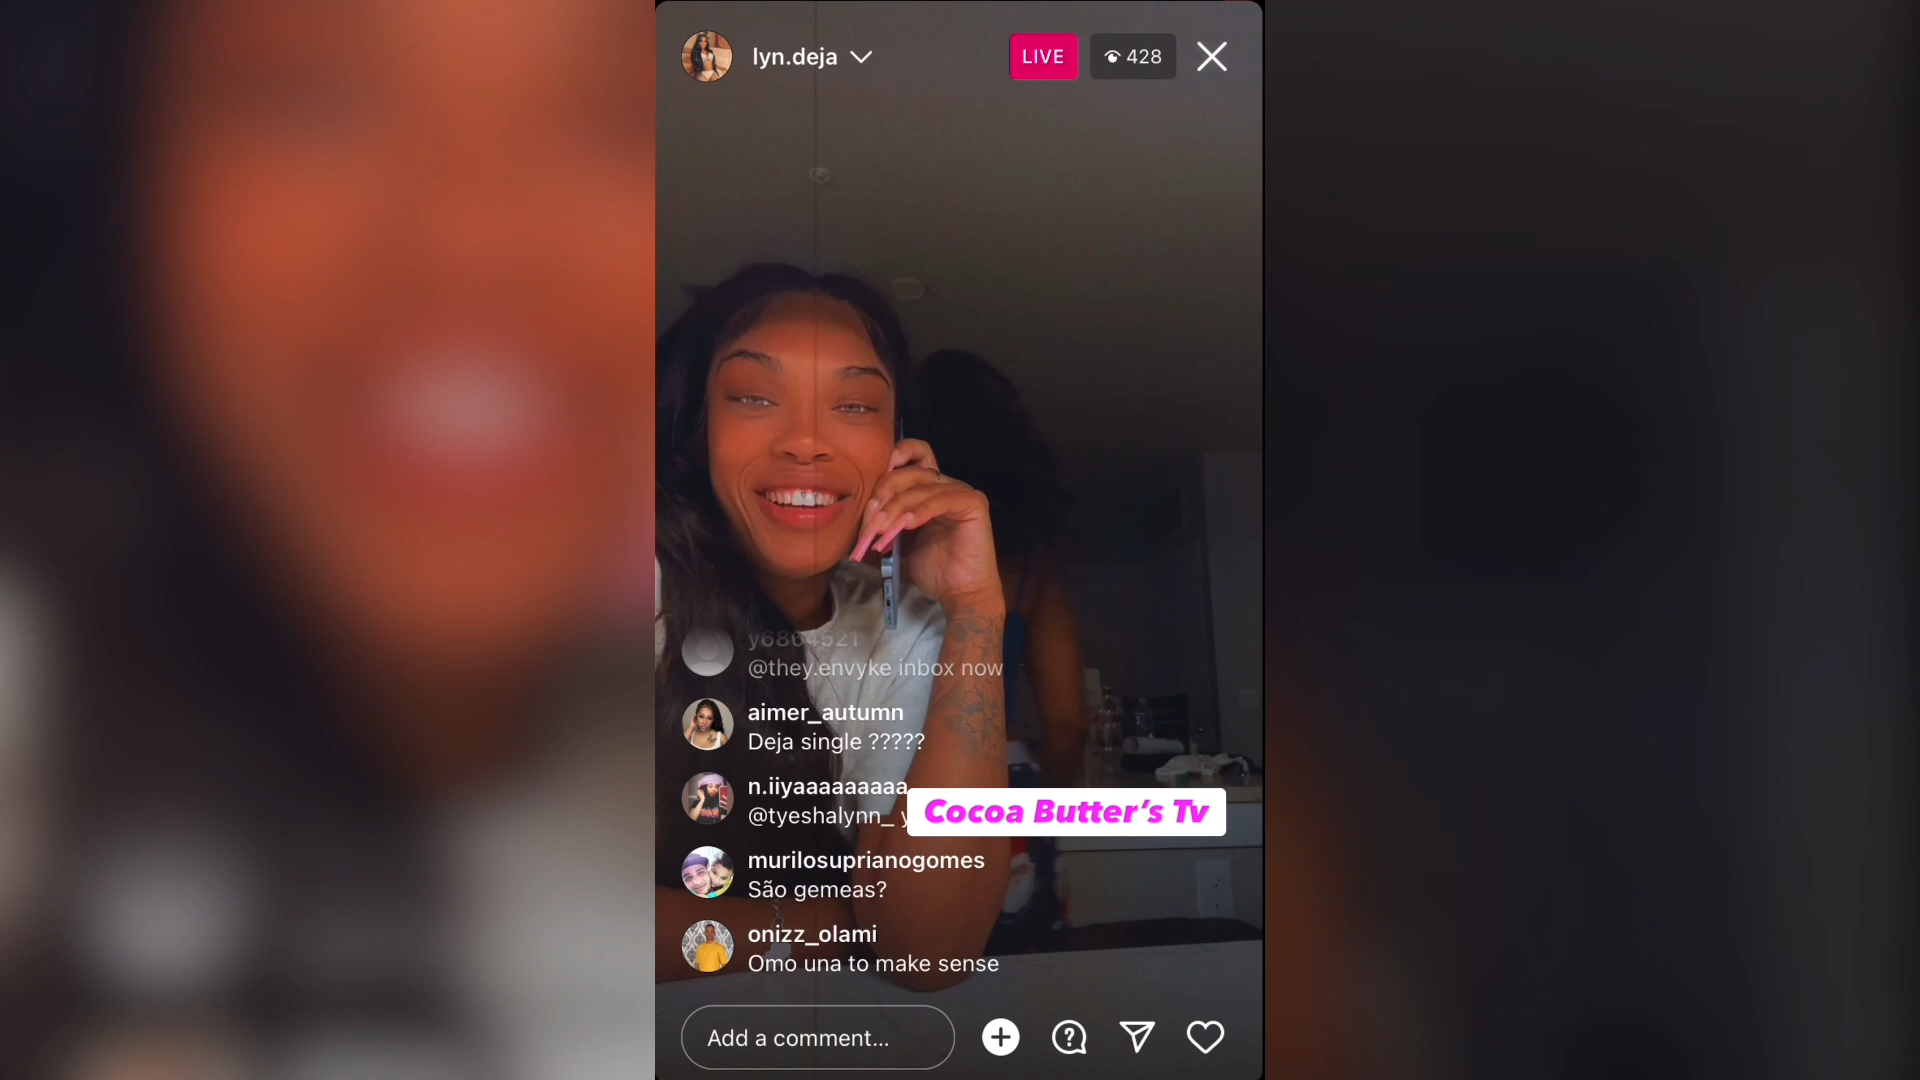 lyn.deja
LIVE
428
y6864521
@they.envyke inbox now
aimer_autumn
Deja single ?????
n.iiyaaaaaaaaa
@tyeshalynn_ y
Cocoa Butter's Tv
murilosuprianogomes
São gemeas?
onizz_olami
Omo una to make sense
Add a comment...